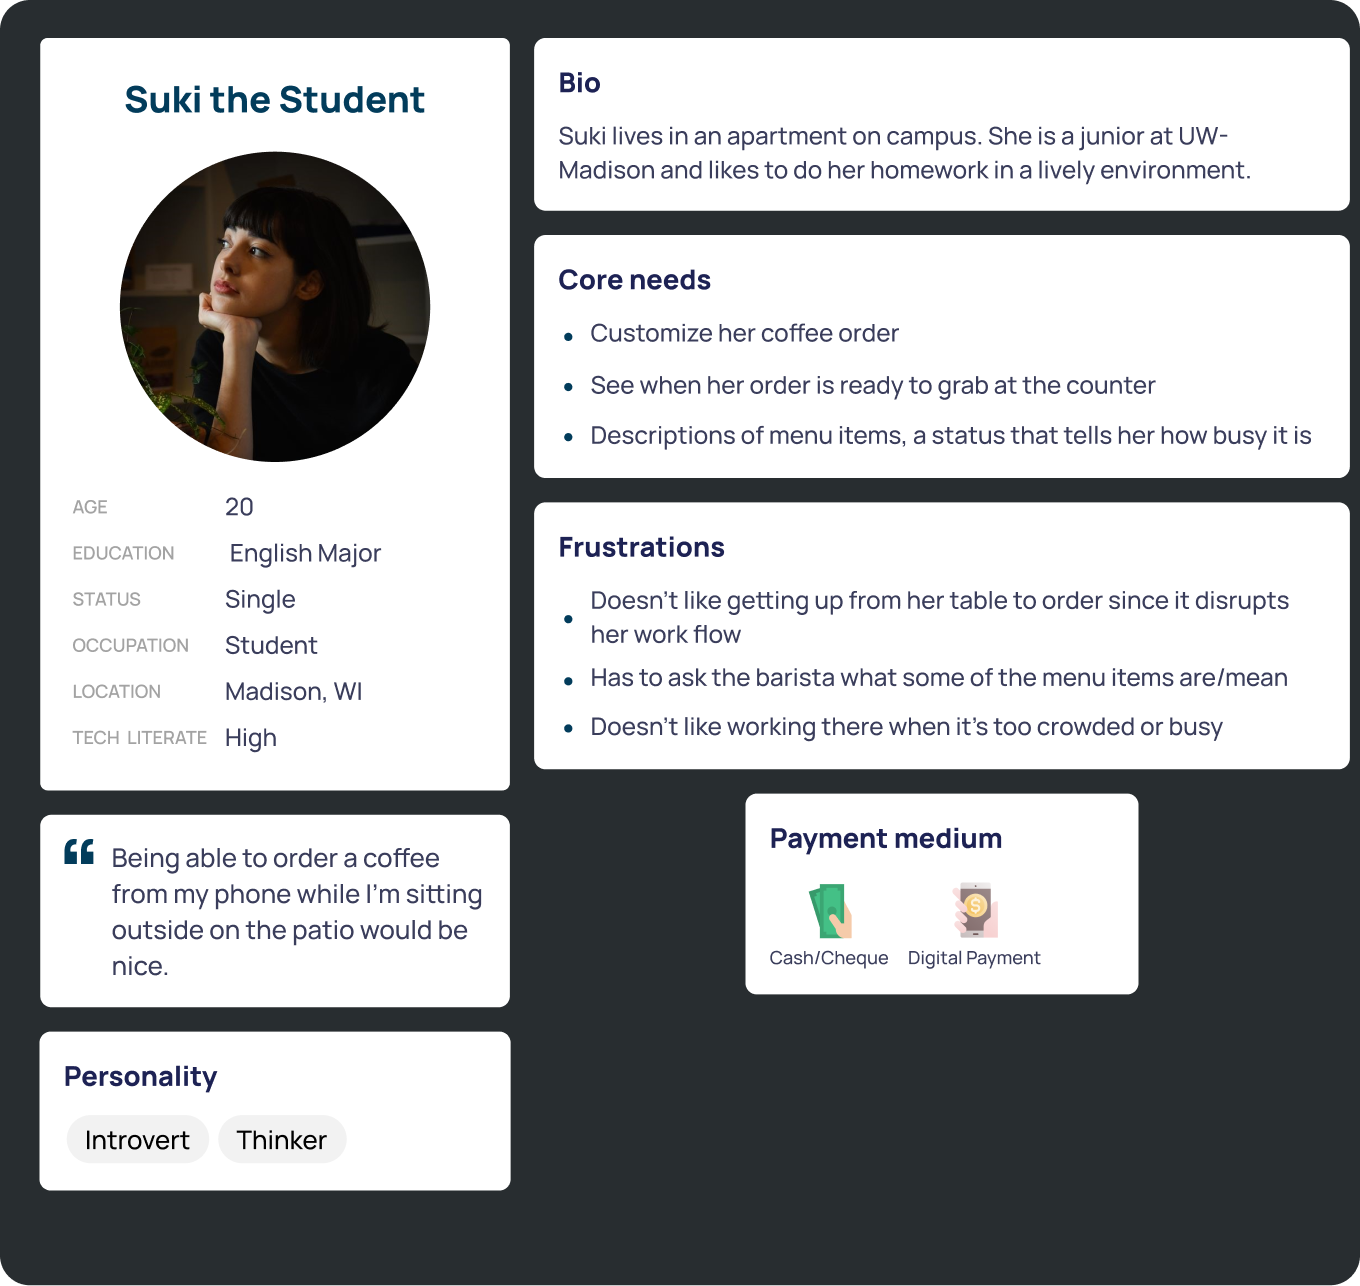 Suki the Student
AGE 20
EDUCATION English Major
STATUS Single
OCCUPATION Student
LOCATION Madison, WI
TECH LITERATE High
“ Being able to order a coffee
from my phone while I’m sitting
outside on the patio would be
nice.
Personality
Introvert Thinker
Bio
Suki lives in an apartment on campus. She is a junior at UW-
Madison and likes to do her homework in a lively environment.
Core needs
• Customize her coffee order
• See when her order is ready to grab at the counter
• Descriptions of menu items, a status that tells her how busy it is
Frustrations
• Doesn’t like getting up from her table to order since it disrupts
her work flow
• Has to ask the barista what some of the menu items are/mean
• Doesn’t like working there when it’s too crowded or busy
Payment medium
$
Cash/Cheque Digital Payment